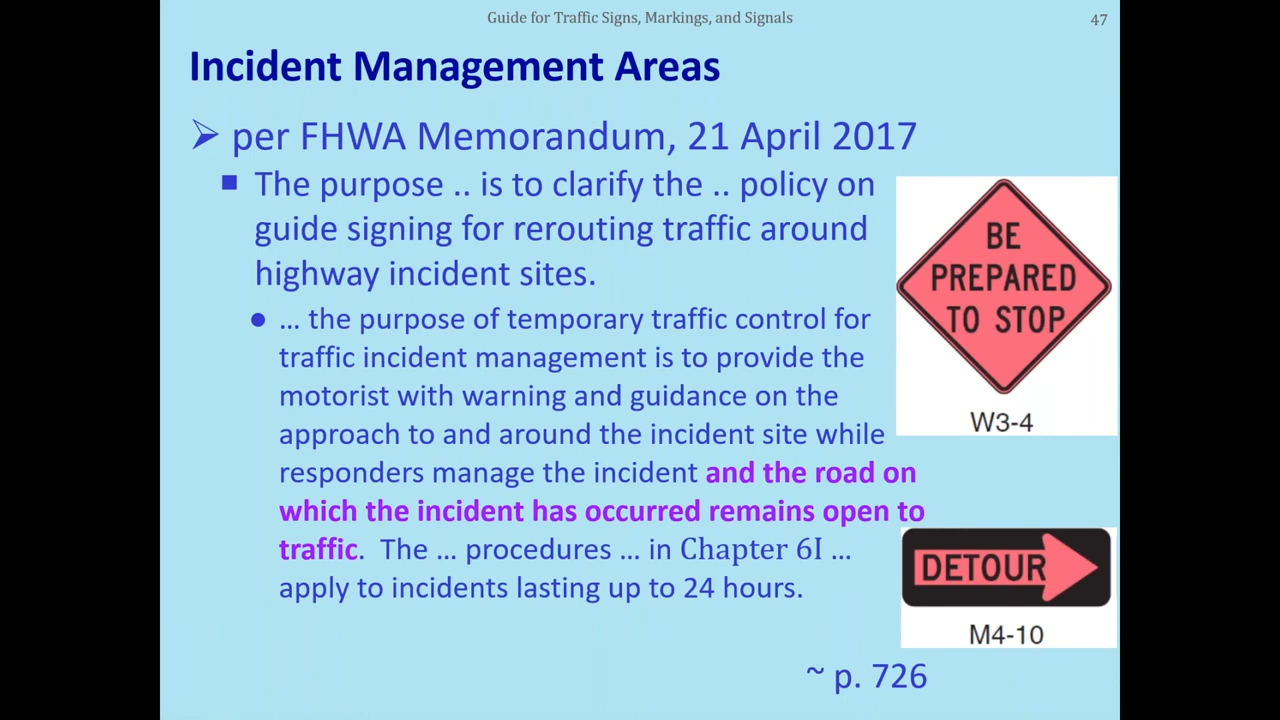 Guide for Traffic Signs, Markings, and Signals
47
Incident Management Areas
per FHWA Memorandum, 21 April 2017
The purpose .. is to clarify the .. policy on
guide signing for rerouting traffic around
highway incident sites.
... the purpose of temporary traffic control for
traffic incident management is to provide the
motorist with warning and guidance on the
approach to and around the incident site while
responders manage the incident and the road on
which the incident has occurred remains open to
traffic. The ... procedures ... in Chapter 6I ...
apply to incidents lasting up to 24 hours.
BE
PREPARED
TO STOP
W3-4
DETOUR
M4-10
~ p. 726